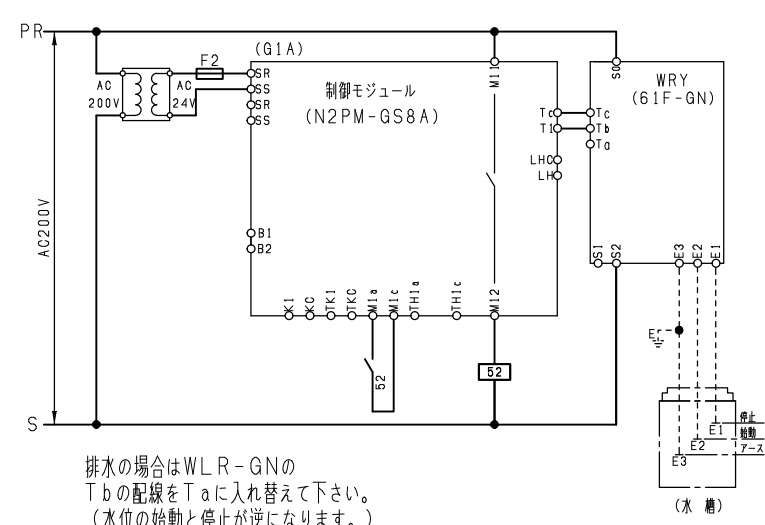 PR
(G1A)
F2
SR
SS
SR
SS
AC
200V
AC
24V
制御モジュール
(N2PM-GS8A)
M11
S0
WRY
(61F-GN)
Tc
T1
Tc
Tb
Ta
LHC
LH
AC200V
B1
B2
S1
S2
E3
E2
E1
K1
KC
TK1
TKC
M1a
M1c
TH1a
TH1c
M12
E
52
52
S
E1
停止
E2
始動
E3
アース
(水 槽)
排水の場合はWLR-GNの
Tbの配線をTaに入れ替えて下さい。
(水位の始動と停止が逆になります。)